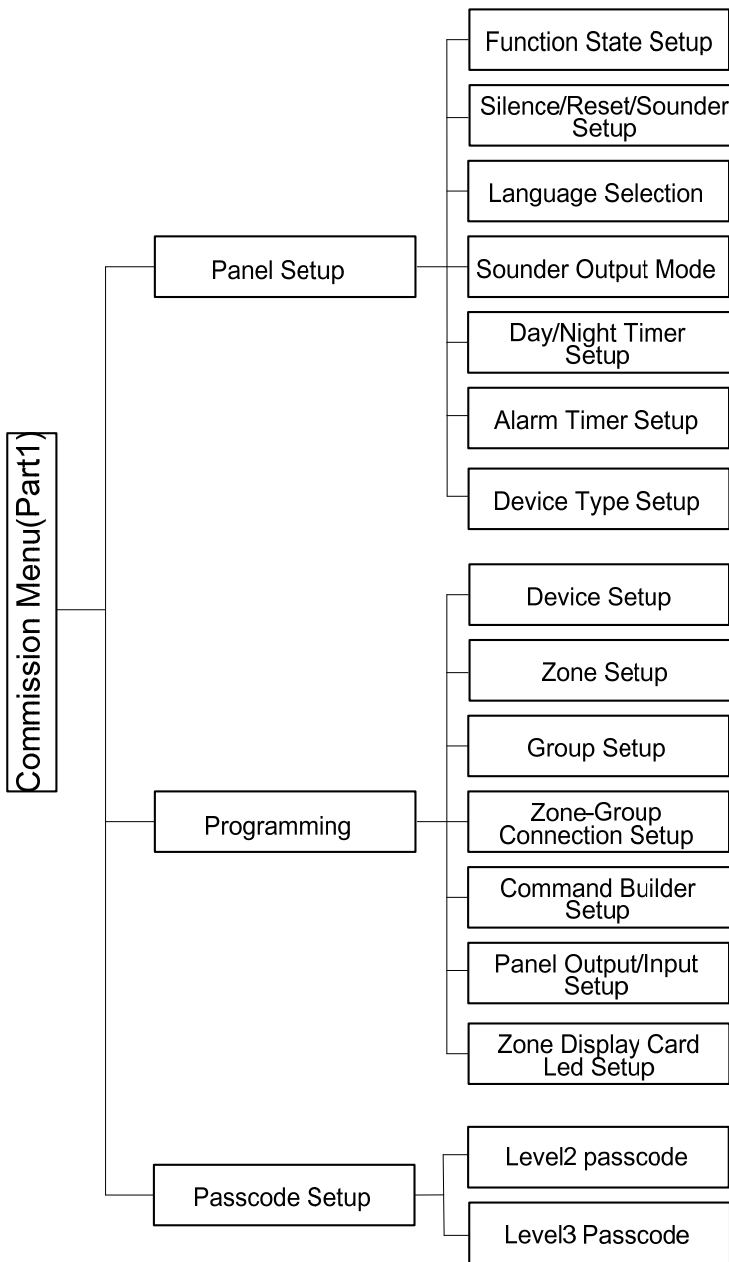 Commission Menu(Part1)
Panel Setup
Function State Setup
Silence/Reset/Sounder
Setup
Language Selection
Sounder Output Mode
Day/Night Timer
Setup
Alarm Timer Setup
Device Type Setup
Programming
Device Setup
Zone Setup
Group Setup
Zone-Group
Connection Setup
Command Builder
Setup
Panel Output/Input
Setup
Zone Display Card
Led Setup
Passcode Setup
Level2 passcode
Level3 Passcode